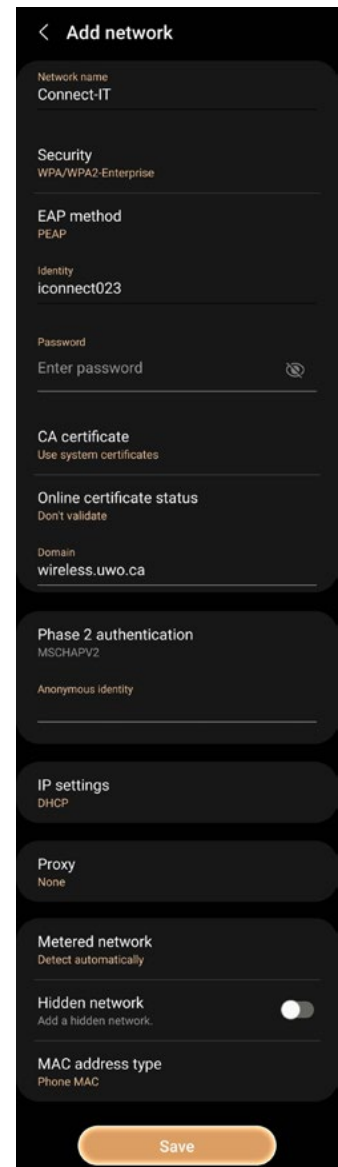 Add network
Network name
Connect-IT
Security
WPA/WPA2-Enterprise
EAP method
PEAP
Identity
iconnect023
Password
Enter password
CA certificate
Use system certificates
Online certificate status
Don't validate
Domain
wireless.uwo.ca
Phase 2 authentication
MSCHAPV2
Anonymous identity
IP settings
DHCP
Proxy
None
Metered network
Detect automatically
Hidden network
Add a hidden network.
MAC address type
Phone MAC
Save